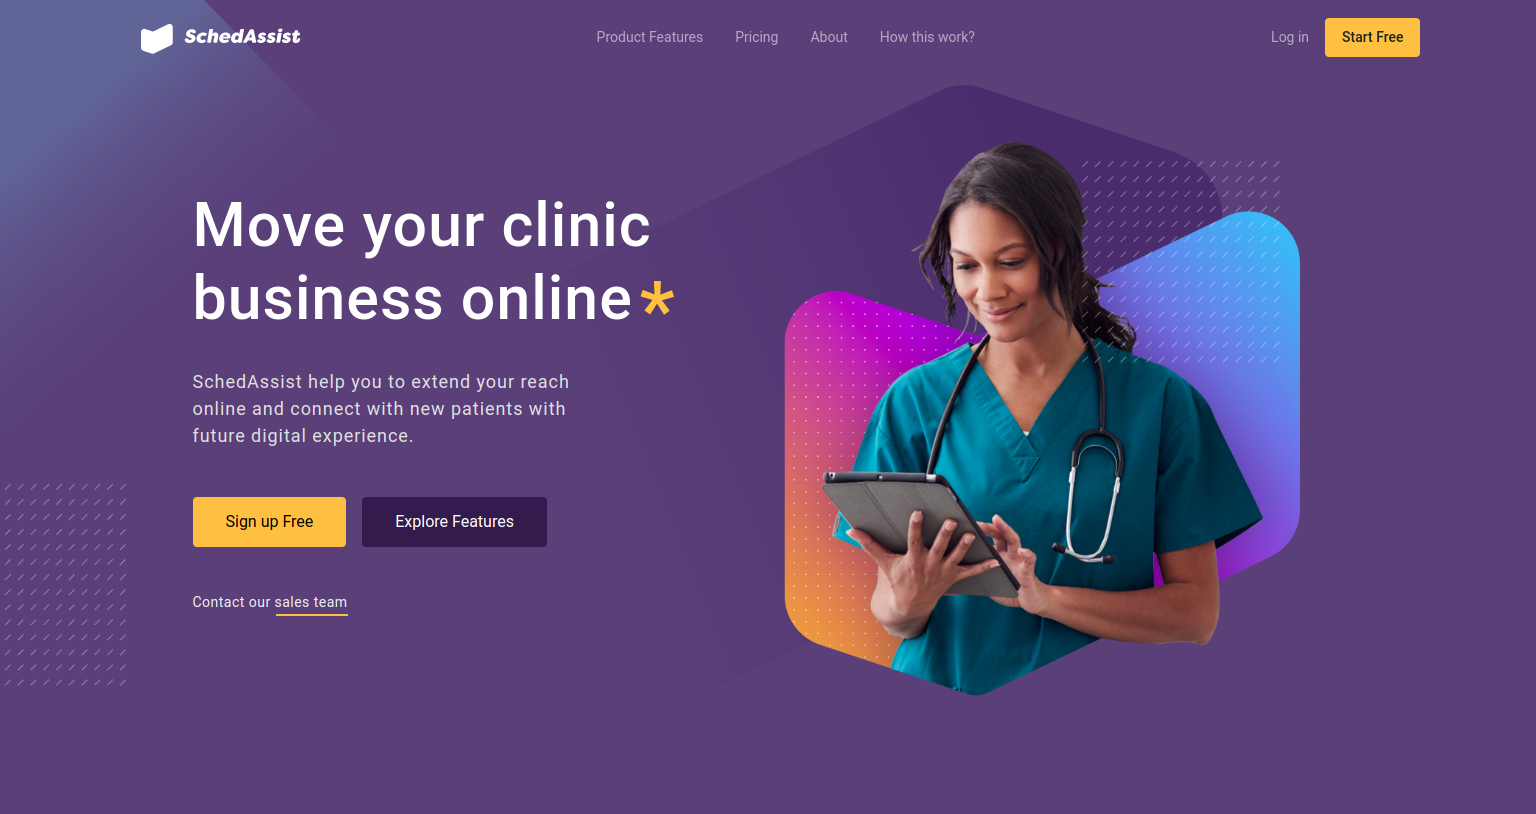 SchedAssist
Product Features
Pricing
About
How this work?
Log in
Start Free
Move your clinic
business online*
SchedAssist help you to extend your reach
online and connect with new patients with
future digital experience.
Sign up Free
Explore Features
Contact our sales team